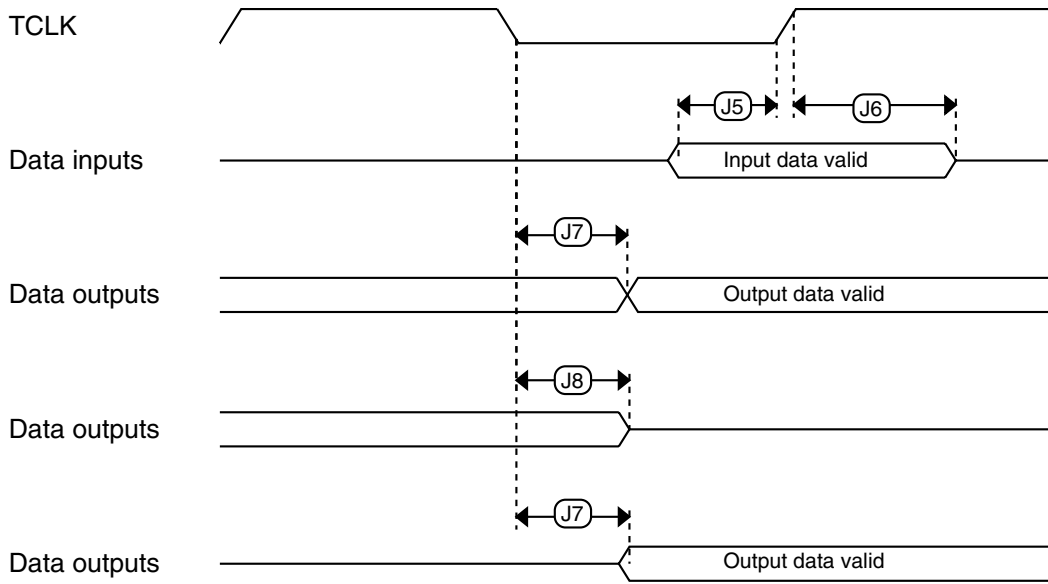 TCLK
J5
J6
Data inputs
Input data valid
J7
Data outputs
Output data valid
J8
Data outputs
J7
Data outputs
Output data valid